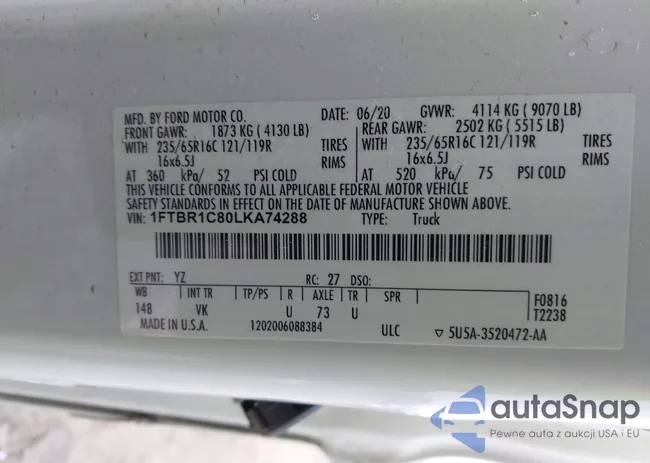 MFD. BY FORD MOTOR CO. DATE: 06/20 GVWR: 4114 KG (9070 LB)
FRONT GAWR: 1873 KG (4130 LB) REAR GAWR: 2502 KG (5515 LB)
WITH 235/65R16C 121/119R TIRES WITH 235/65R16C 121/119R TIRES
16x6.5J RIMS 16x6.5J RIMS
AT 360 kPa/ 52 PSI COLD AT 520 kPa/ 75 PSI COLD
THIS VEHICLE CONFORMS TO ALL APPLICABLE FEDERAL MOTOR VEHICLE
SAFETY STANDARDS IN EFFECT ON THE DATE OF MANUFACTURE SHOWN ABOVE.
VIN: 1FTBR1C80LKA74288 TYPE: Truck
EXT PNT: YZ RC: 27 DSO:
WB INT TR TP/PS R AXLE TR SPR F0816
148 VK U 73 U T2238
MADE IN U.S.A. 1202006088384 ULC ▽ 5U5A-3520472-AA
autoSnap
Pewne auta z aukcji USA i EU